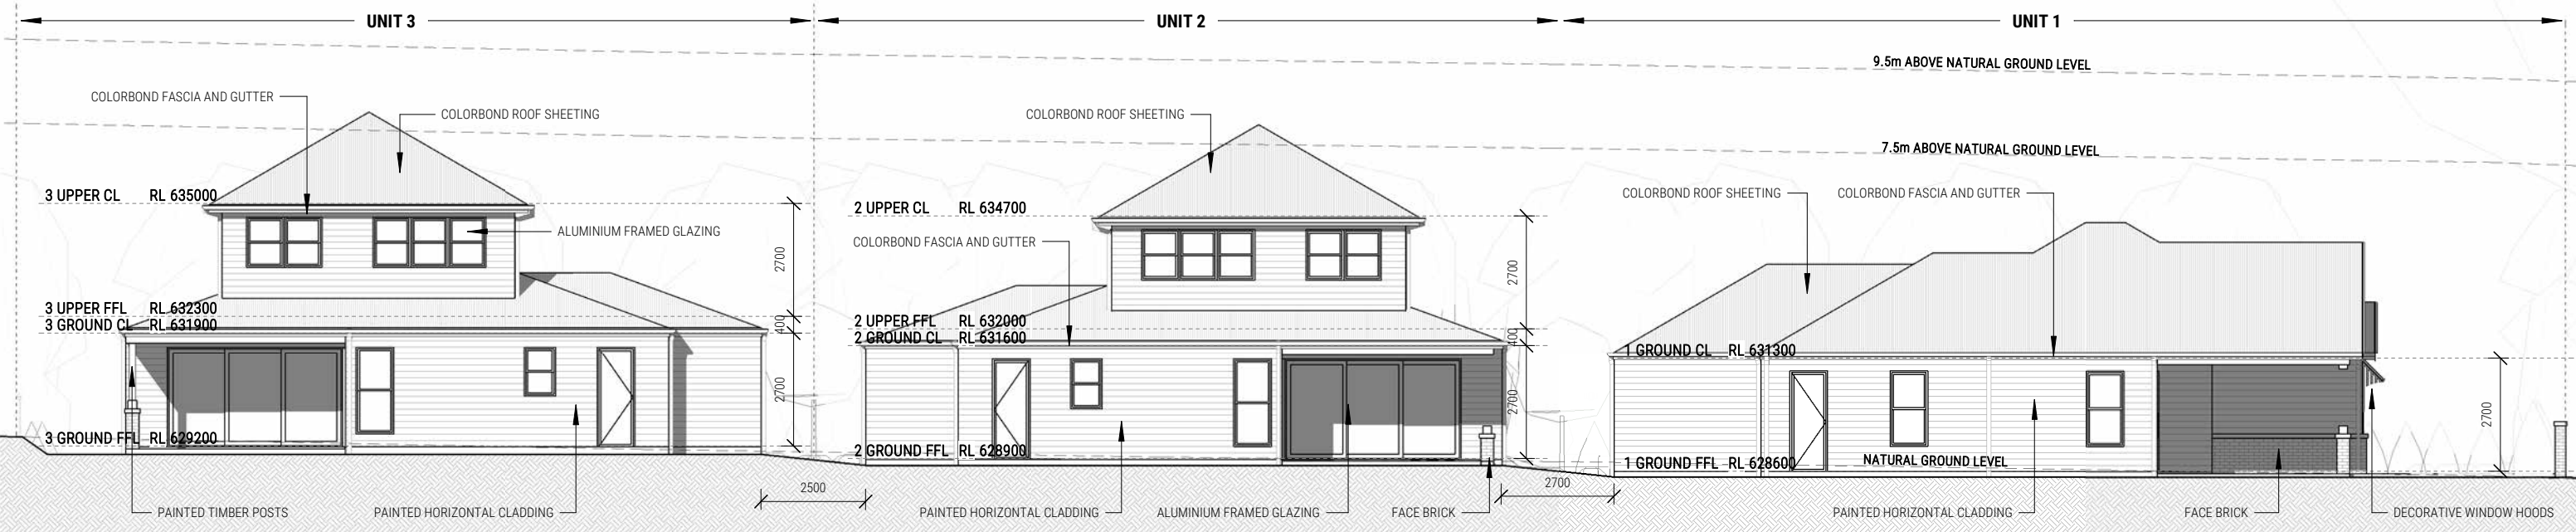 UNIT 3
UNIT 2
UNIT 1
9.5m ABOVE NATURAL GROUND LEVEL
7.5m ABOVE NATURAL GROUND LEVEL
COLORBOND FASCIA AND GUTTER
COLORBOND ROOF SHEETING
3 UPPER CL RL 635000
ALUMINIUM FRAMED GLAZING
2700
3 UPPER FFL RL 632300
3 GROUND CL RL 631900
400
2700
3 GROUND FFL RL 629200
PAINTED TIMBER POSTS
PAINTED HORIZONTAL CLADDING
2500
COLORBOND ROOF SHEETING
2 UPPER CL RL 634700
COLORBOND FASCIA AND GUTTER
2700
2 UPPER FFL RL 632000
2 GROUND CL RL 631600
400
2700
2 GROUND FFL RL 628900
PAINTED HORIZONTAL CLADDING
ALUMINIUM FRAMED GLAZING
FACE BRICK
2700
COLORBOND ROOF SHEETING
COLORBOND FASCIA AND GUTTER
1 GROUND CL RL 631300
2700
1 GROUND FFL RL 628600
NATURAL GROUND LEVEL
PAINTED HORIZONTAL CLADDING
FACE BRICK
DECORATIVE WINDOW HOODS